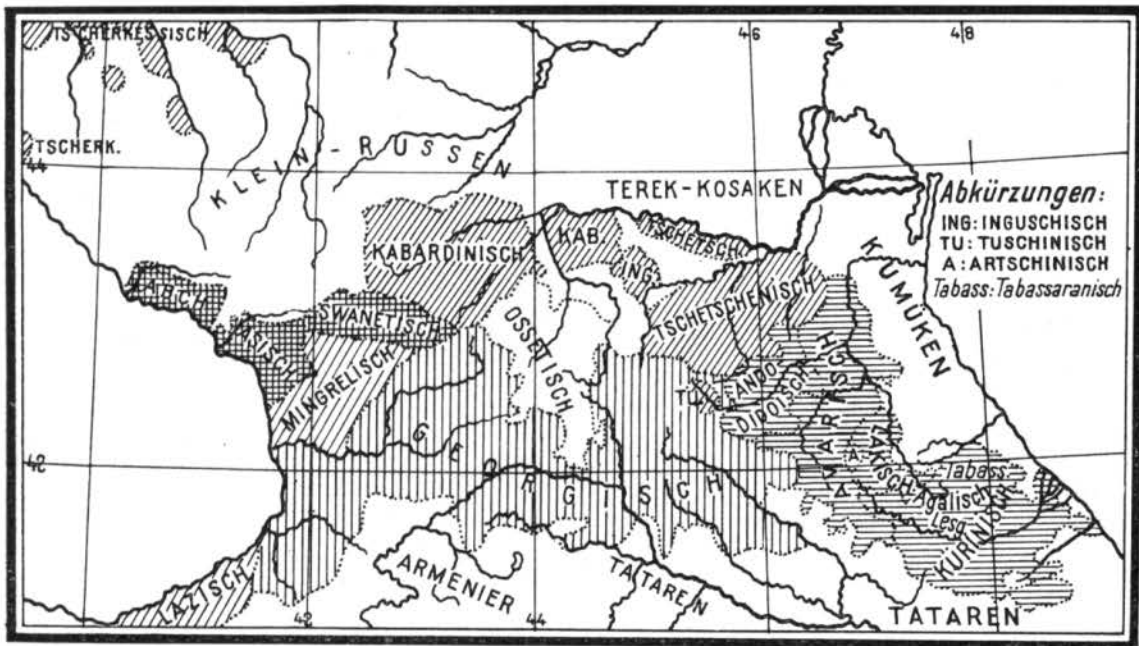 TSCHERKESSISCH
46
48
TSCHERK.
44
KLEIN-RUSSEN
TEREK-KOSAKEN
Abkürzungen:
ING: INGUSCHISCH
TU: TUSCHINISCH
A: ARTSCHINISCH
Tabass: Tabassaranisch
KABARDINISCH
KAB.
TSCHETSCH.
ING.
TSCHETSCHENISCH
KUMÜKEN
SWANETISCH
OSSETISCH
MINGRELISCH
TU.
ANDO-
DIDOISCH
AWARISCH
A.
LAKISCH
42
GEORGISCH
Tabass.
Agalisch
Lesg.
KURINISCH
LAZISCH
ARMENIER
TATAREN
TATAREN
42
44